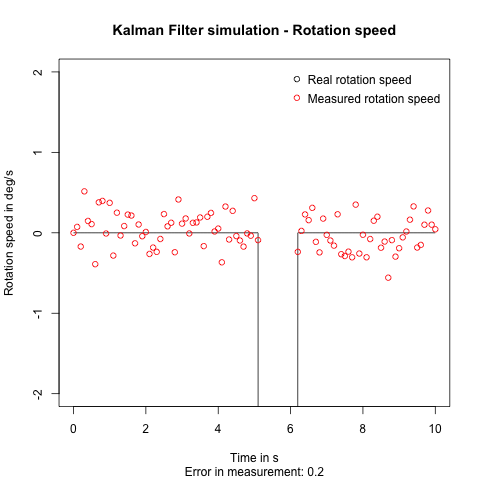 Kalman Filter simulation - Rotation speed
Real rotation speed
Measured rotation speed
Rotation speed in deg/s
2
1
0
-1
-2
0 2 4 6 8 10
Time in s
Error in measurement: 0.2